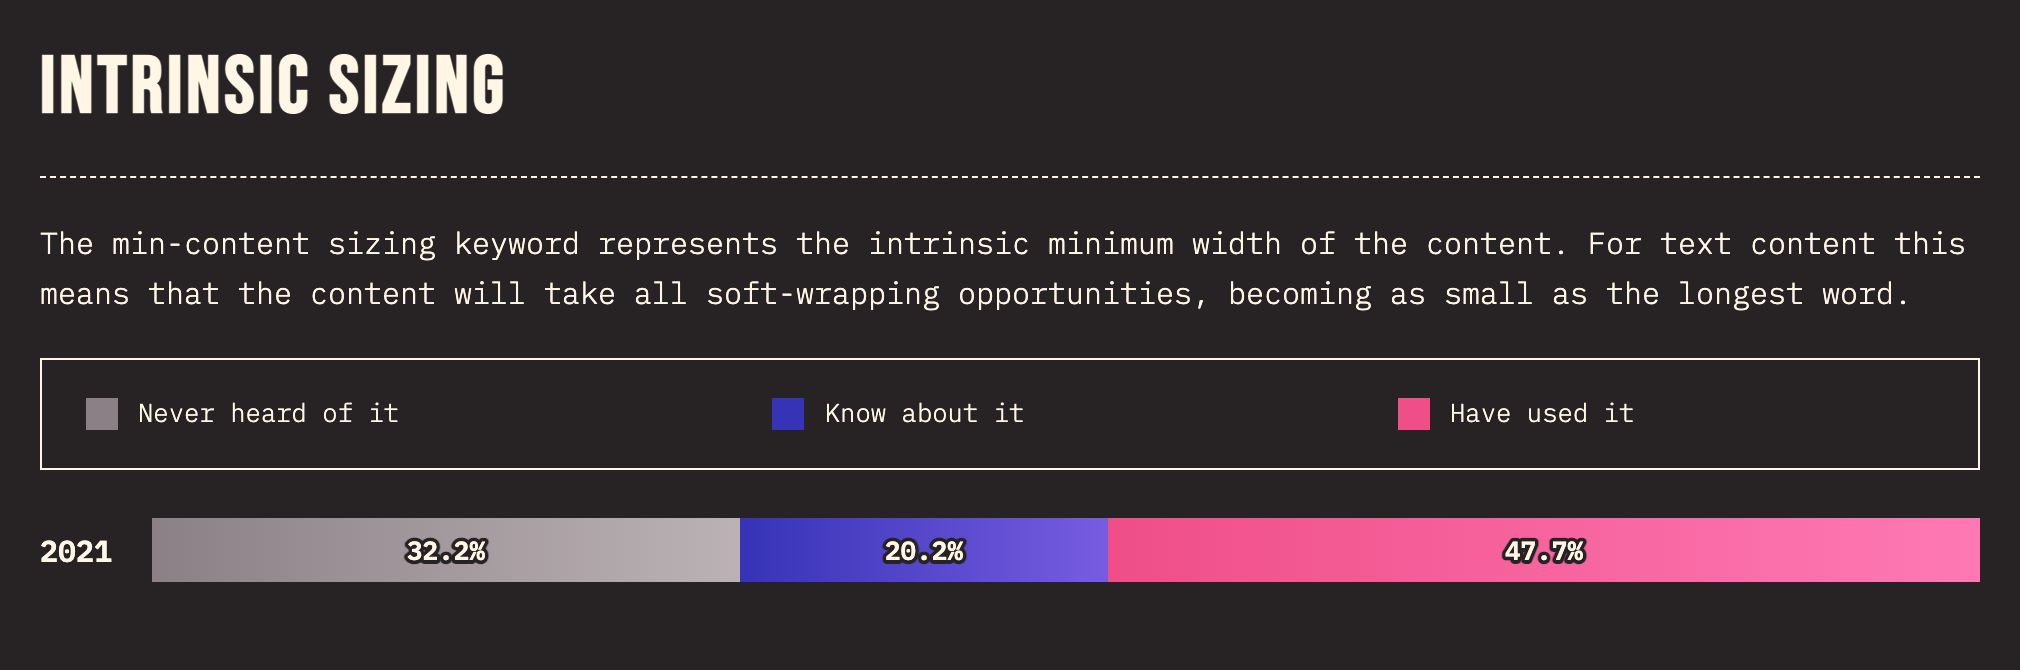 INTRINSIC SIZING
The min-content sizing keyword represents the intrinsic minimum width of the content. For text content this
means that the content will take all soft-wrapping opportunities, becoming as small as the longest word.
Never heard of it Know about it Have used it
2021 32.2% 20.2% 47.7%